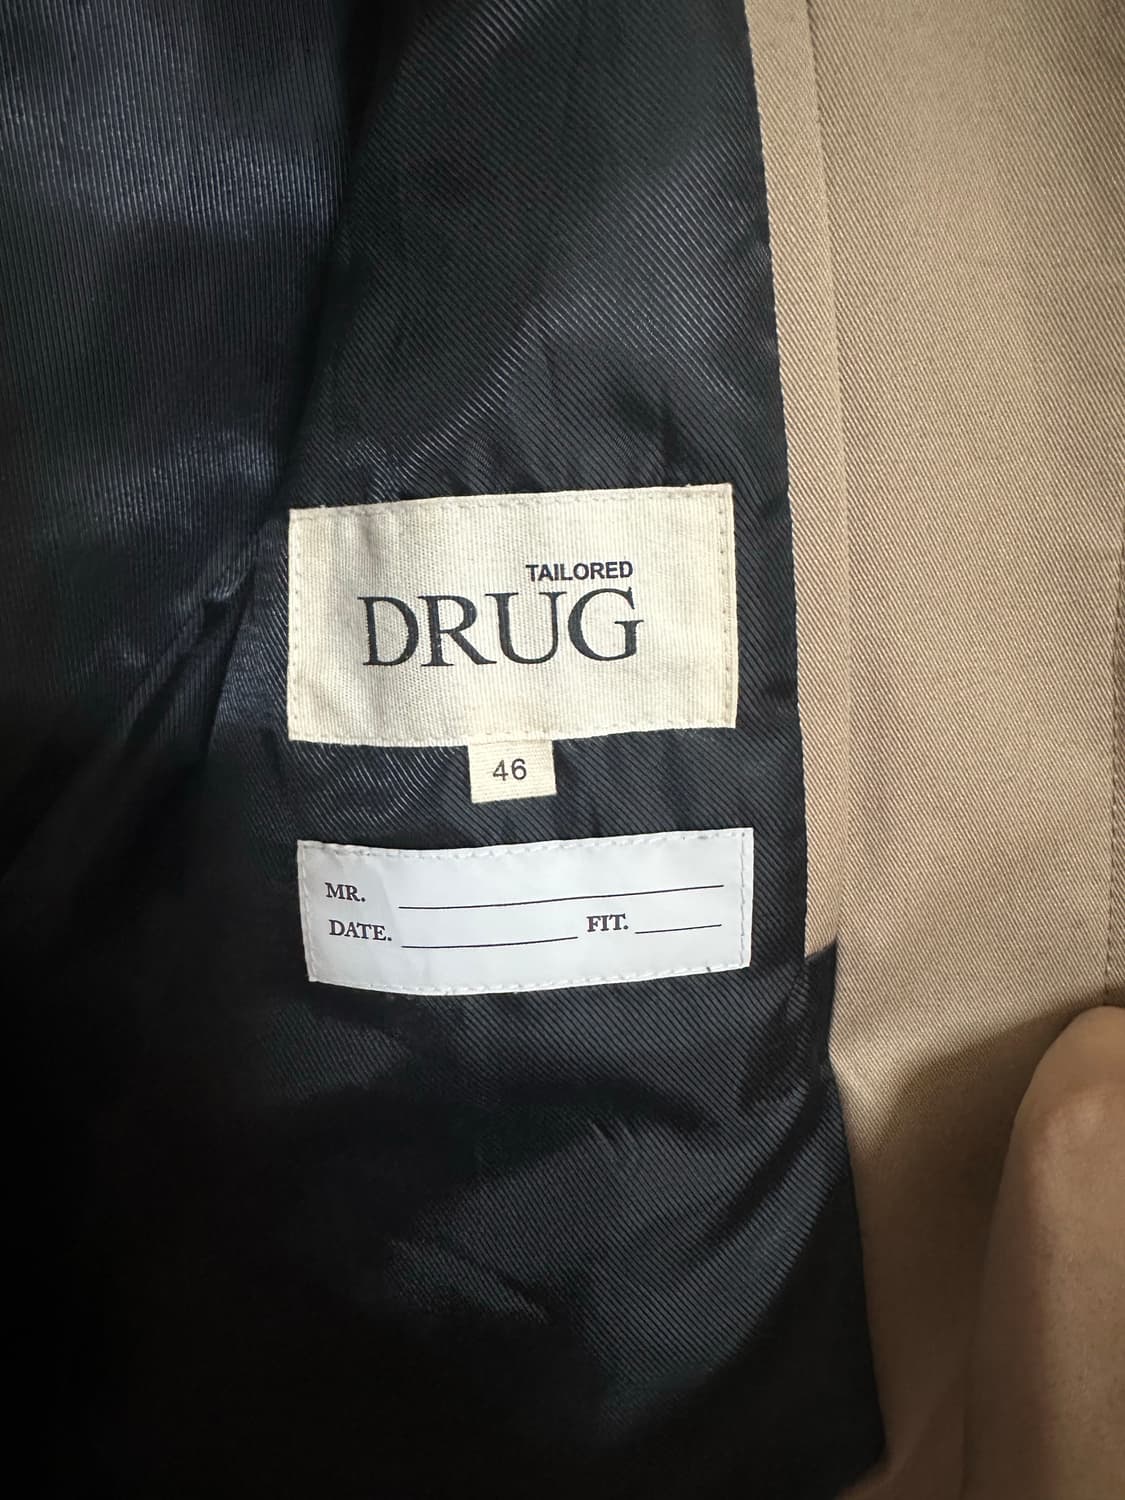 TAILORED
DRUG
46
MR.
DATE. FIT.